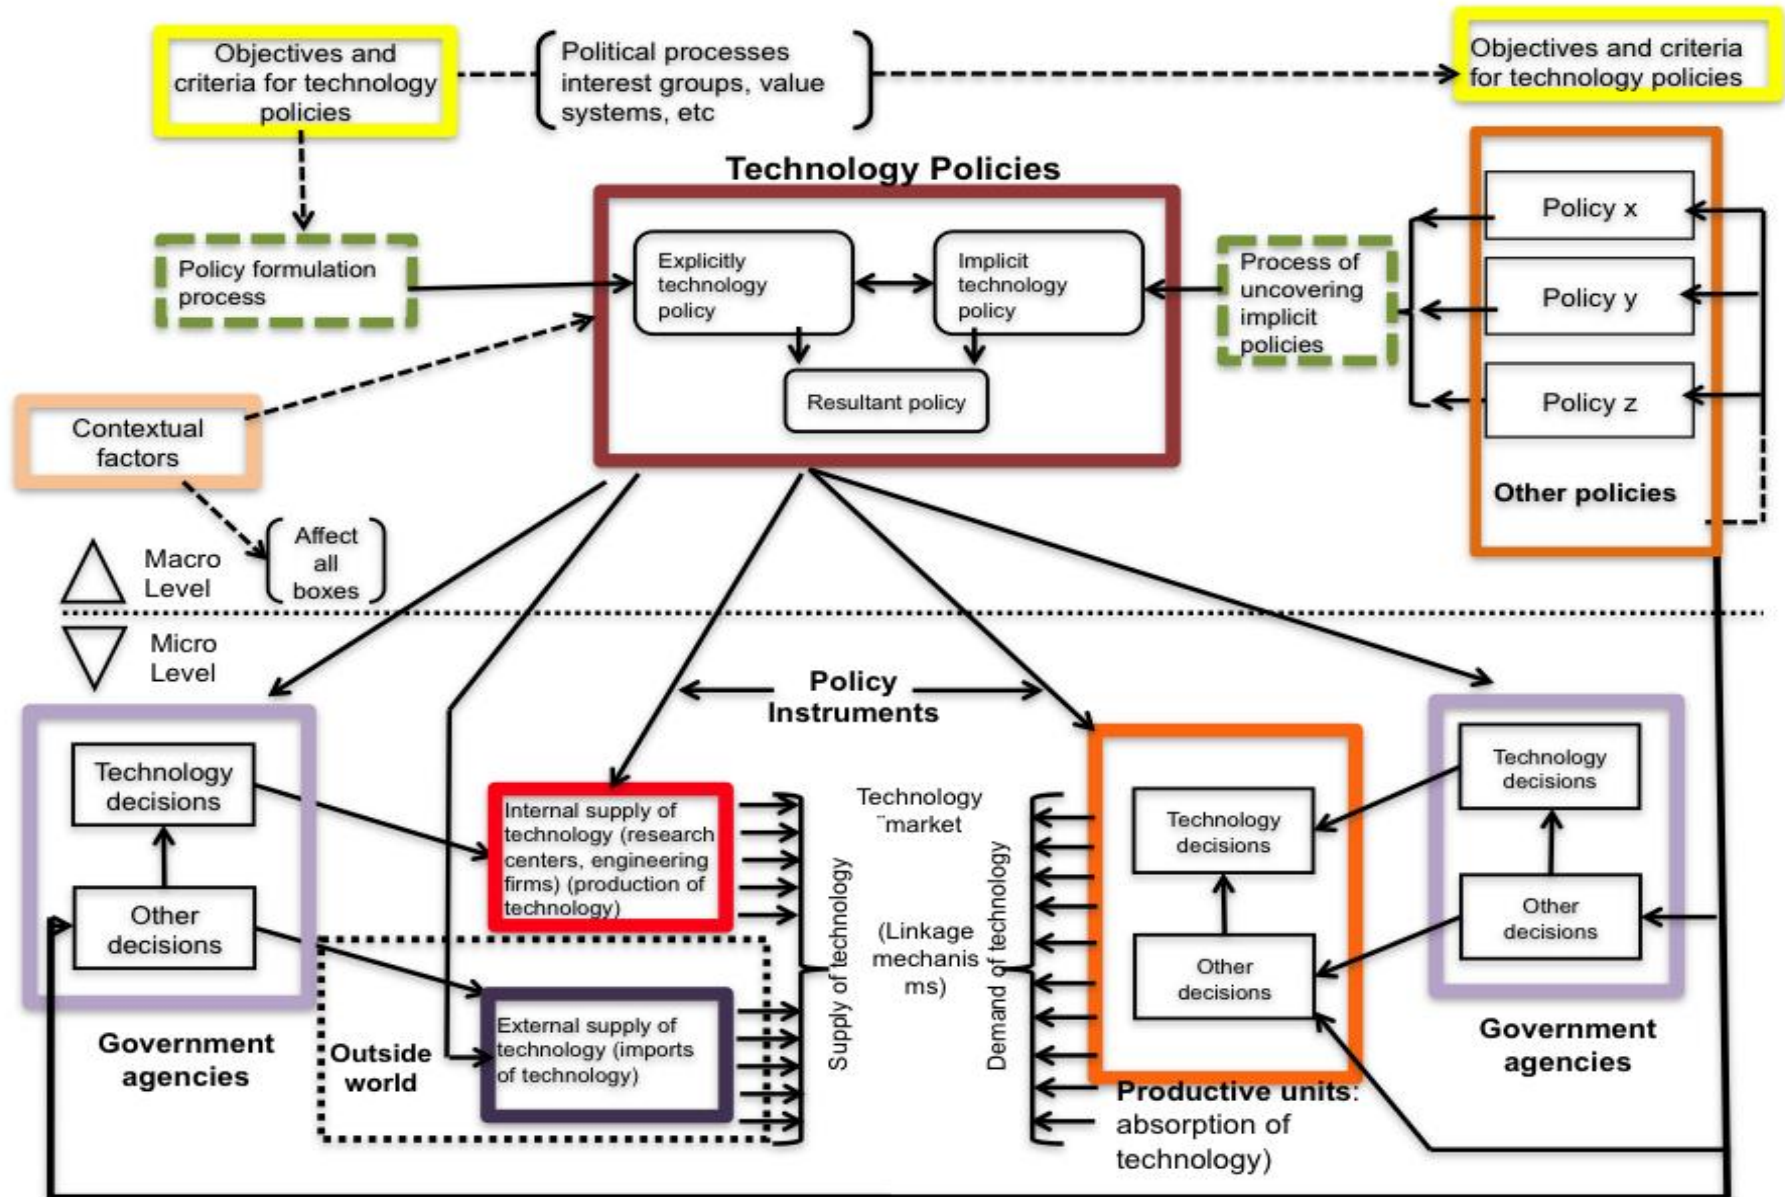 Objectives and
criteria for technology
policies
Political processes
interest groups, value
systems, etc
Objectives and criteria
for technology policies
Technology Policies
Policy formulation
process
Explicitly
technology
policy
Implicit
technology
policy
Resultant policy
Process of
uncovering
implicit
policies
Policy x
Policy y
Policy z
Other policies
Contextual
factors
Affect
all
boxes
Macro
Level
Micro
Level
Policy
Instruments
Technology
decisions
Other
decisions
Government
agencies
Internal supply of
technology (research
centers, engineering
firms) (production of
technology)
Outside
world
External supply of
technology (imports
of technology)
Supply of technology
Technology
¨market
(Linkage
mechanis
ms)
Demand of technology
Technology
decisions
Other
decisions
Productive units:
absorption of
technology)
Technology
decisions
Other
decisions
Government
agencies